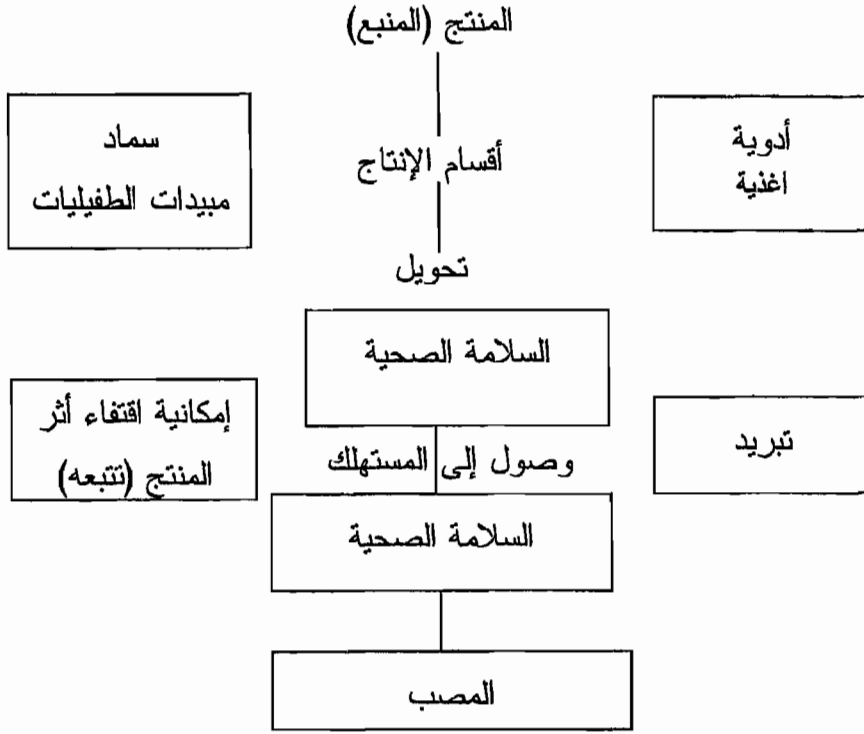 المنتج (المنبع)
أدوية
اغذية
أقسام الإنتاج
سماد
مبيدات الطفيليات
تحويل
السلامة الصحية
تبريد
وصول إلى المستهلك
إمكانية اقتفاء أثر
المنتج (تتبعه)
السلامة الصحية
المصب